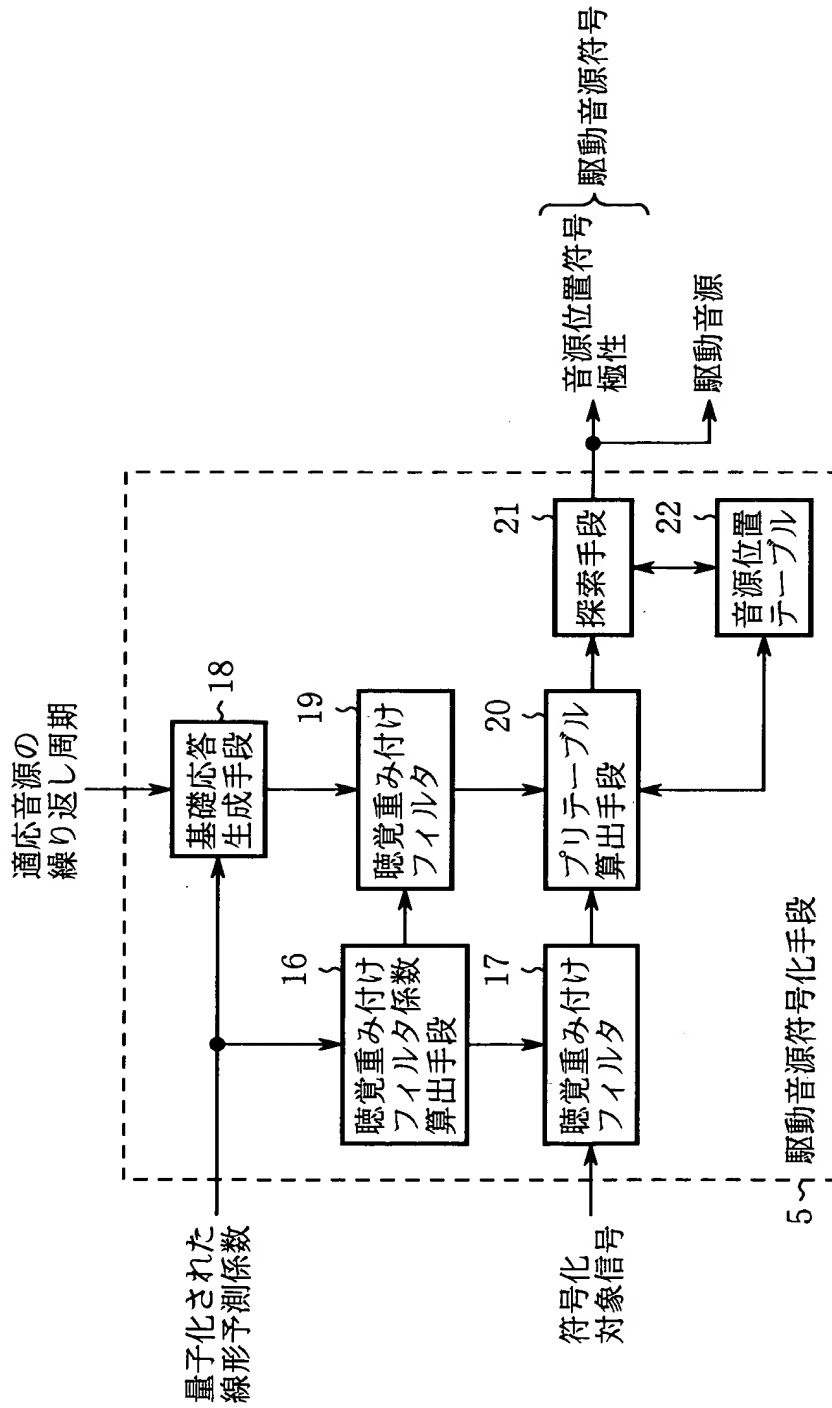 適応音源の
繰り返し周期
量子化された
線形予測係数
基礎応答
生成手段
18
16
聴覚重み付け
フィルタ係数
算出手段
19
聴覚重み付け
フィルタ
符号化
対象信号
17
聴覚重み付け
フィルタ
20
プリテーブル
算出手段
21
探索手段
22
音源位置
テーブル
音源位置符号
極性
駆動音源符号
駆動音源
5
駆動音源符号化手段